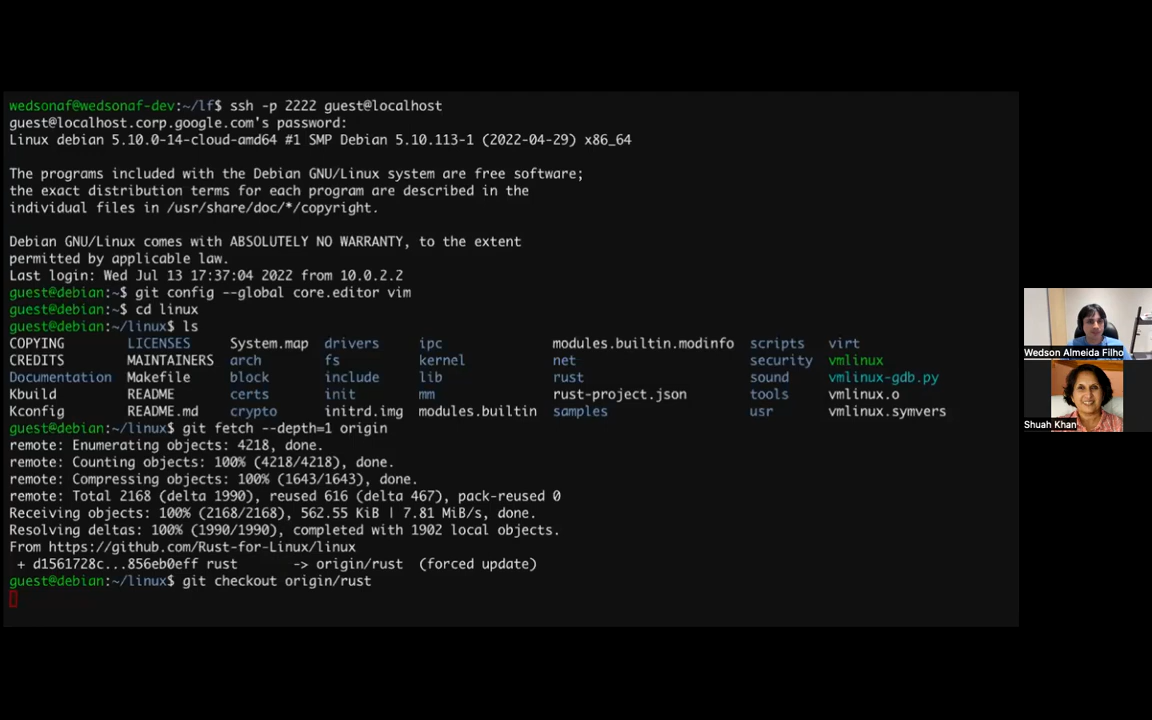 wedsonaf@wedsonaf-dev:~/lf$ ssh -p 2222 guest@localhost
guest@localhost.corp.google.com's password:
Linux debian 5.10.0-14-cloud-amd64 #1 SMP Debian 5.10.113-1 (2022-04-29) x86_64
The programs included with the Debian GNU/Linux system are free software;
the exact distribution terms for each program are described in the
individual files in /usr/share/doc/*/copyright.
Debian GNU/Linux comes with ABSOLUTELY NO WARRANTY, to the extent
permitted by applicable law.
Last login: Wed Jul 13 17:37:04 2022 from 10.0.2.2
guest@debian:~$ git config --global core.editor vim
guest@debian:~$ cd linux
guest@debian:~/linux$ ls
COPYING LICENSES System.map drivers ipc modules.builtin.modinfo scripts virt
CREDITS MAINTAINERS arch fs kernel net security vmlinux
Documentation Makefile block include lib rust sound vmlinux-gdb.py
Kbuild README certs init mm rust-project.json tools vmlinux.o
Kconfig README.md crypto initrd.img modules.builtin samples usr vmlinux.symvers
guest@debian:~/linux$ git fetch --depth=1 origin
remote: Enumerating objects: 4218, done.
remote: Counting objects: 100% (4218/4218), done.
remote: Compressing objects: 100% (1643/1643), done.
remote: Total 2168 (delta 1990), reused 616 (delta 467), pack-reused 0
Receiving objects: 100% (2168/2168), 562.55 KiB | 7.81 MiB/s, done.
Resolving deltas: 100% (1990/1990), completed with 1902 local objects.
From https://github.com/Rust-for-Linux/linux
 + d1561728c...856eb0eff rust -> origin/rust (forced update)
guest@debian:~/linux$ git checkout origin/rust
Wedson Almeida Filho
Shuah Khan